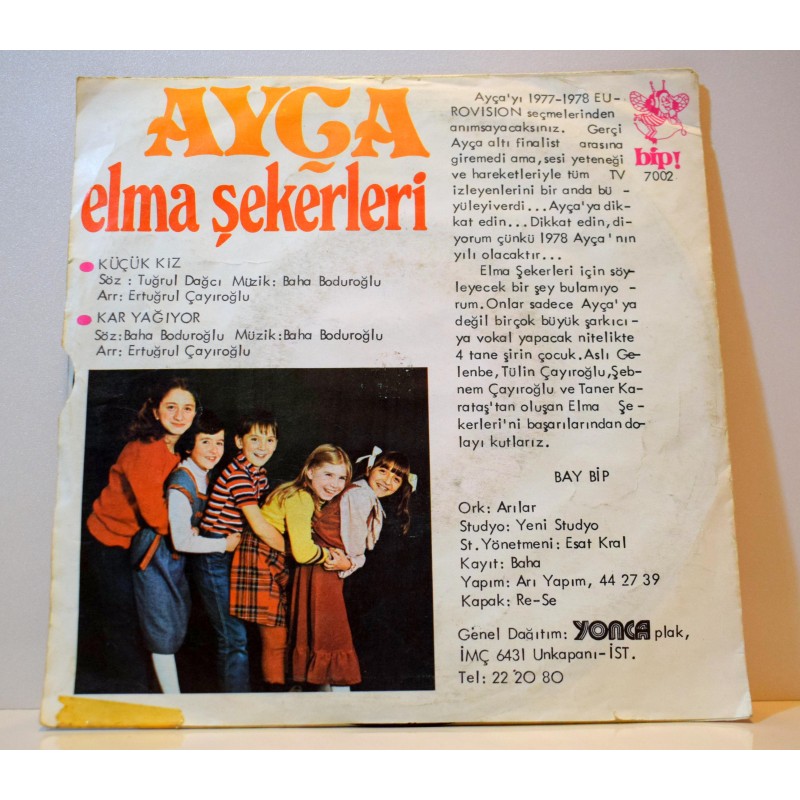 AYÇA
elma şekerleri
KÜÇÜK KIZ
Söz : Tuğrul Dağcı Müzik: Baha Boduroğlu
Arr: Ertuğrul Çayıroğlu
KAR YAĞIYOR
Söz:Baha Boduroğlu Müzik:Baha Boduroğlu
Arr: Ertuğrul Çayıroğlu
Ayça'yı 1977-1978 EU-
ROVISION seçmelerinden
anımsayacaksınız. Gerçi
Ayça altı finalist arasına
giremedi ama, sesi yeteneği
ve hareketleriyle tüm TV
izleyenlerini bir anda bü -
yüleyiverdi... Ayça'ya dik-
kat edin... Dikkat edin, di-
yorum çünkü 1978 Ayça'nın
yılı olacaktır...
Elma Şekerleri için söy-
leyecek bir şey bulamıyo -
rum. Onlar sadece Ayça'ya
değil birçok büyük şarkıcı-
ya vokal yapacak nitelikte
4 tane şirin çocuk. Aslı Ge-
lenbe, Tülin Çayıroğlu, Şeb-
nem Çayıroğlu ve Taner Ka-
rataş'tan oluşan Elma Şe -
kerleri'ni başarılarından do-
layı kutlarız.
BAY BİP
Ork: Arılar
Studyo: Yeni Studyo
St. Yönetmeni: Esat Kral
Kayıt: Baha
Yapım: Arı Yapım, 44 27 39
Kapak: Re-Se
Genel Dağıtım: YONCA plak,
İMÇ 6431 Unkapanı-İST.
Tel: 22 20 80
bip!
7002